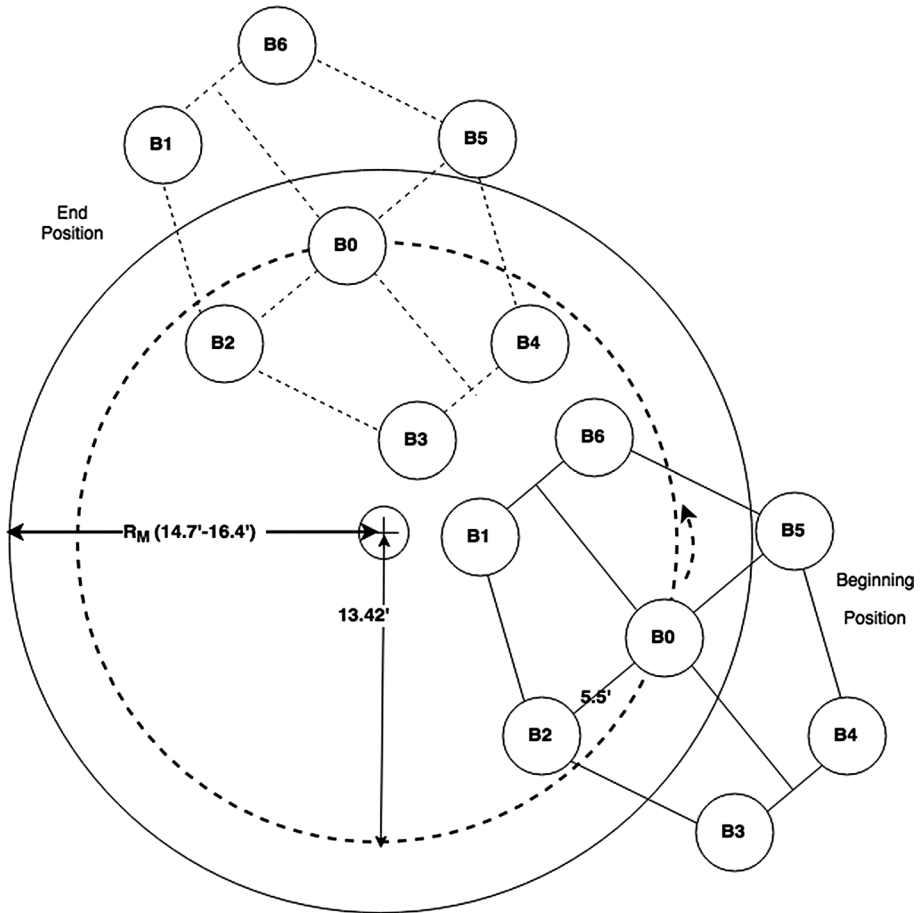 B6
B1
B5
End
Position
B0
B2
B4
B3
B6
R_M (14.7'-16.4')
B1
B5
13.42'
Beginning
Position
B0
5.5'
B2
B4
B3